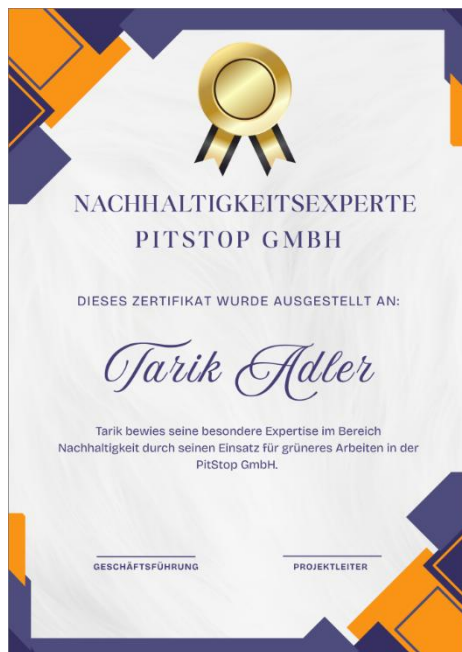 NACHHALTIGKEITSEXPERTE
PITSTOP GMBH
DIESES ZERTIFIKAT WURDE AUSGESTELLT AN:
Tarik Adler
Tarik bewies seine besondere Expertise im Bereich
Nachhaltigkeit durch seinen Einsatz für grüneres Arbeiten in der
PitStop GmbH.
GESCHÄFTSFÜHRUNG
PROJEKTLEITER